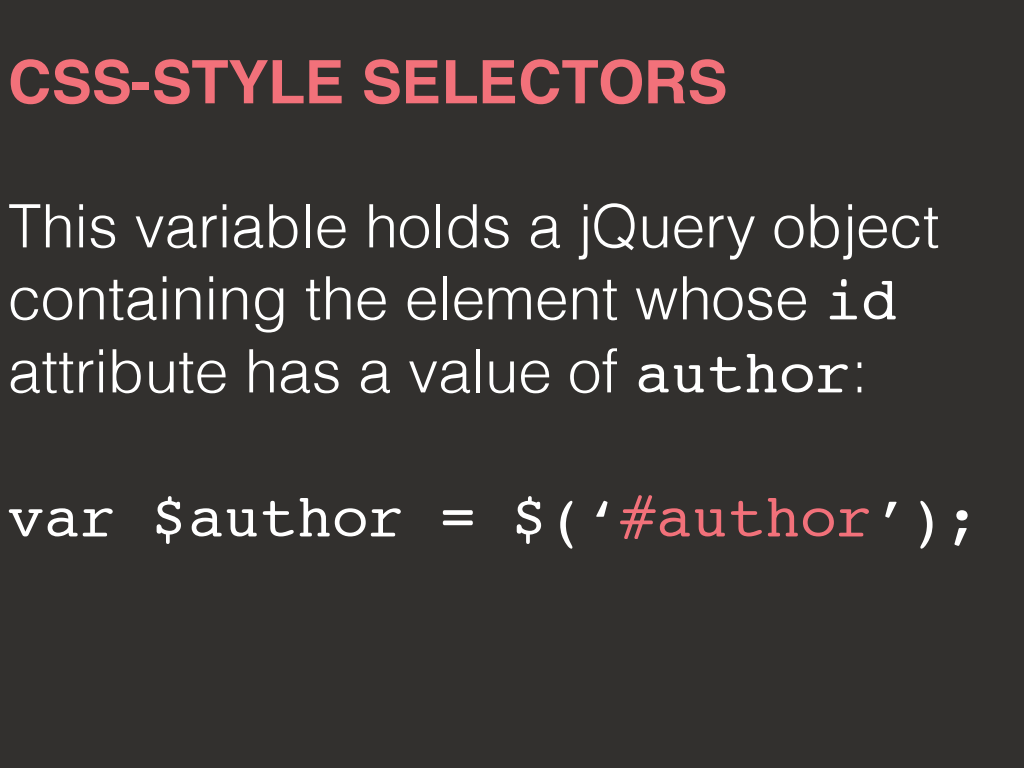 CSS-STYLE SELECTORS
This variable holds a jQuery object
containing the element whose id
attribute has a value of author:
var $author = $(‘#author’);